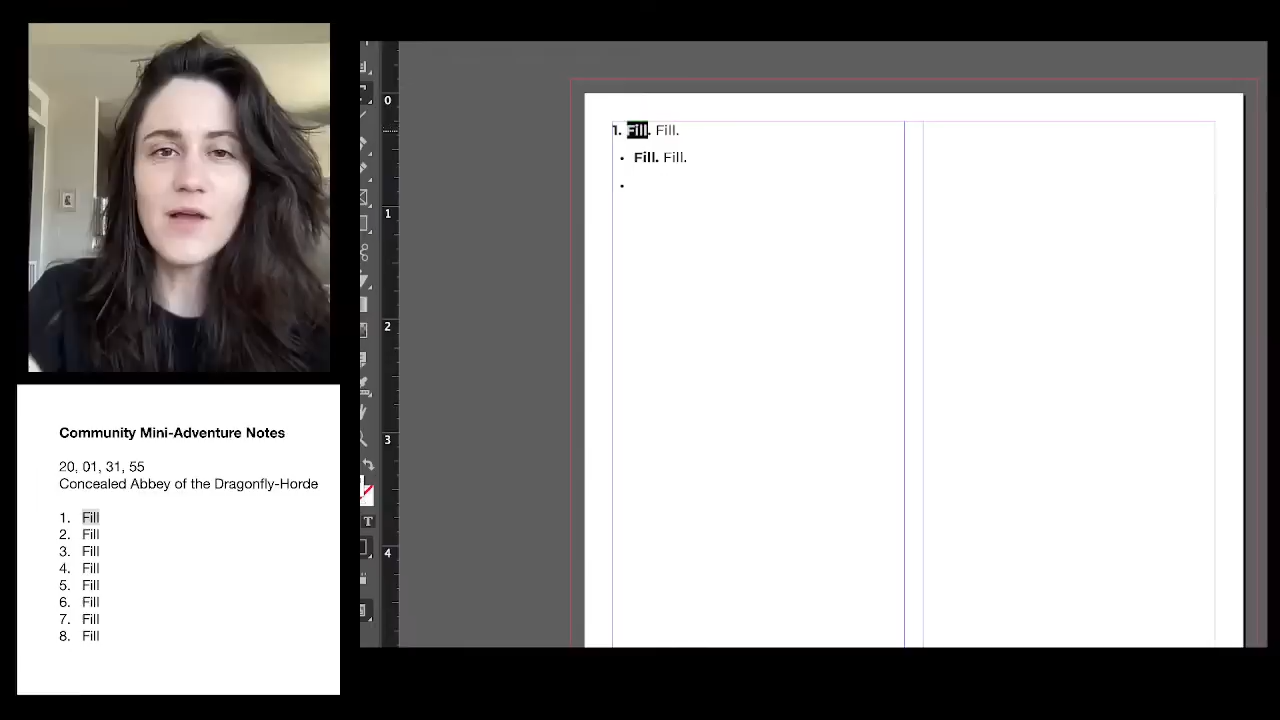 Community Mini-Adventure Notes
20, 01, 31, 55
Concealed Abbey of the Dragonfly-Horde
1. Fill
2. Fill
3. Fill
4. Fill
5. Fill
6. Fill
7. Fill
8. Fill
0
1
2
3
4
T
1. Fill. Fill.
• Fill. Fill.
•